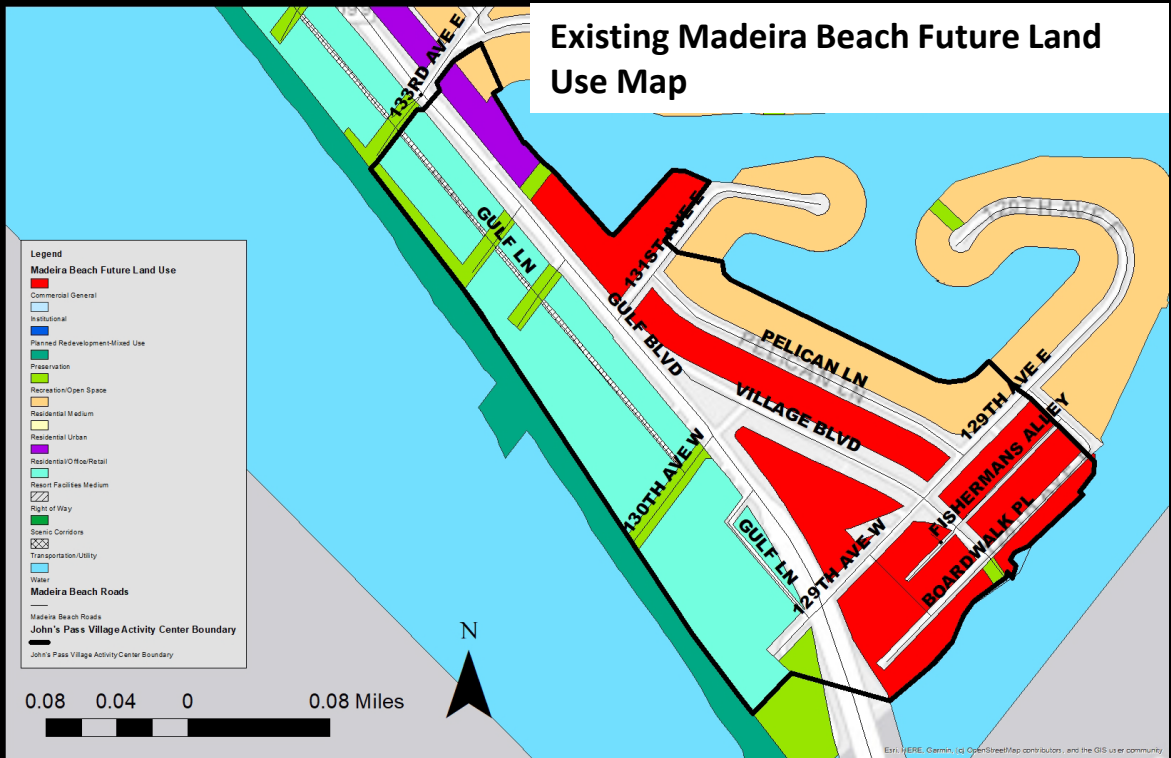 Existing Madeira Beach Future Land
Use Map
133RD AVE E
GULF LN
131ST AVE E
GULF BLVD
PELICAN LN
PELICAN LN
VILLAGE BLVD
129TH AVE E
129TH AVE E
FISHERMANS ALLEY
130TH AVE W
GULF LN
129TH AVE W
BOARDWALK PL
Legend
Madeira Beach Future Land Use
Commercial General
Institutional
Planned Redevelopment-Mixed Use
Preservation
Recreation/Open Space
Residential Medium
Residential Urban
Residential/Office/Retail
Resort Facilities Medium
Right of Way
Scenic Corridors
Transportation/Utility
Water
Madeira Beach Roads
Madeira Beach Roads
John's Pass Village Activity Center Boundary
John's Pass Village Activity Center Boundary
N
0.08 0.04 0 0.08 Miles
Esri, HERE, Garmin, (c) OpenStreetMap contributors, and the GIS user community